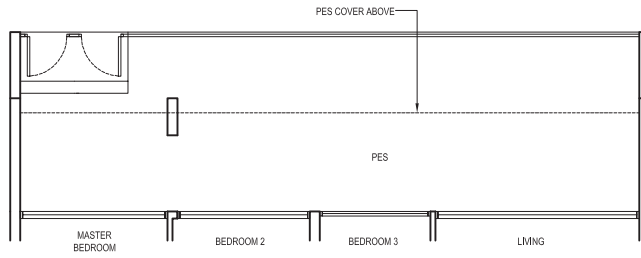 PES COVER ABOVE
PES
MASTER
BEDROOM
BEDROOM 2
BEDROOM 3
LIVING